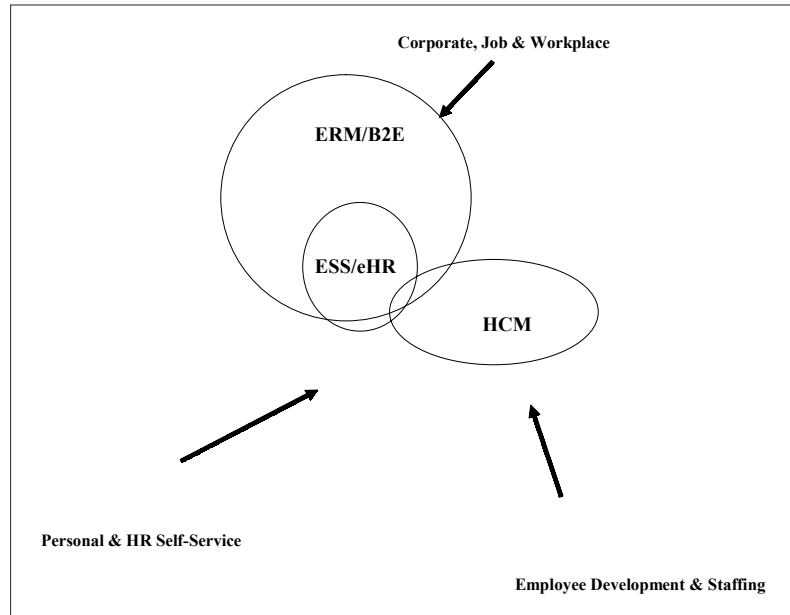 Corporate, Job & Workplace
ERM/B2E
ESS/eHR
HCM
Personal & HR Self-Service
Employee Development & Staffing